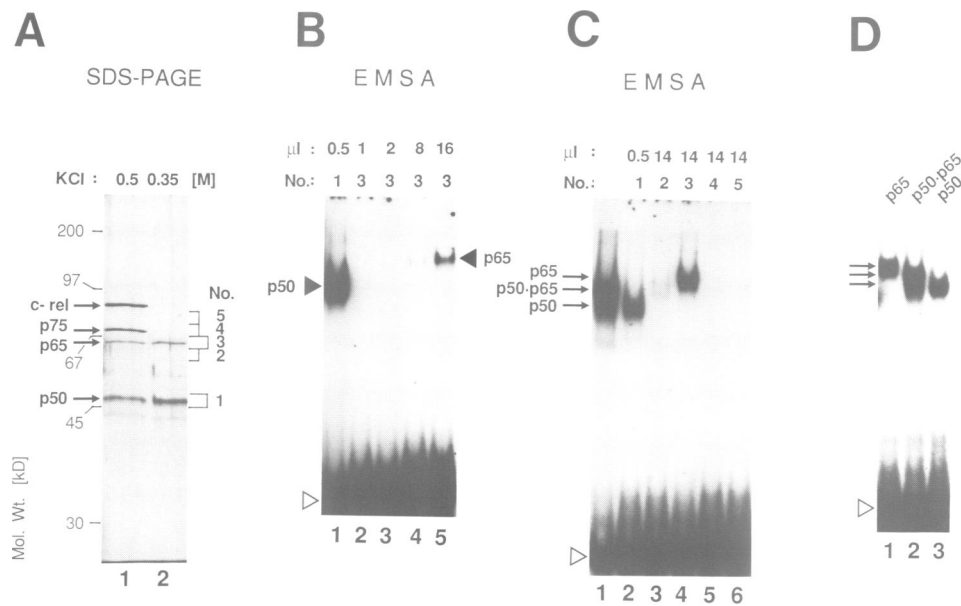 A
SDS-PAGE
KCl : 0.5 0.35 [M]
200
97
c- rel
p75
p65
67
p50
45
30
Mol. Wt. [kD]
No.
5
4
3
2
1
1 2
B
E M S A
µl : 0.5 1 2 8 16
No.: 1 3 3 3 3
p50
p65
1 2 3 4 5
C
E M S A
µl : 0.5 14 14 14 14
No.: 1 2 3 4 5
p65
p50·p65
p50
1 2 3 4 5 6
D
p65 p50·p65 p50
1 2 3